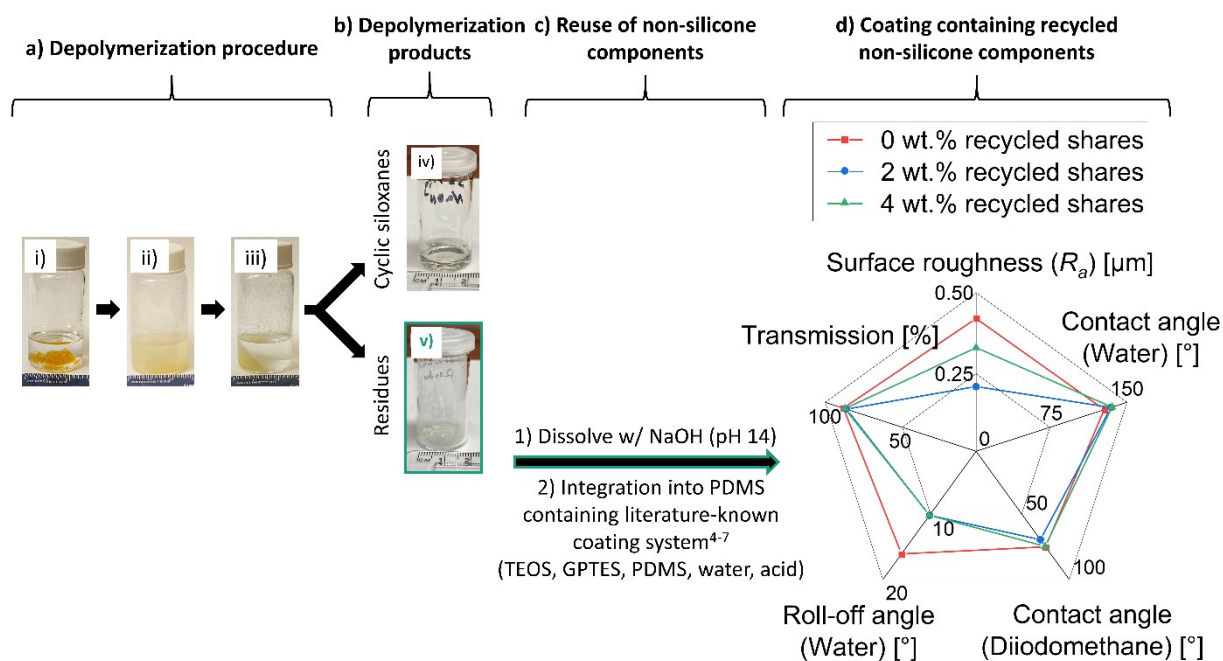 a) Depolymerization procedure
b) Depolymerization
products
c) Reuse of non-silicone
components
d) Coating containing recycled
non-silicone components
0 wt.% recycled shares
2 wt.% recycled shares
4 wt.% recycled shares
i)
ii)
iii)
Cyclic siloxanes
iv)
Residues
v)
1) Dissolve w/ NaOH (pH 14)
2) Integration into PDMS
containing literature-known
coating system⁴⁻⁷
(TEOS, GPTES, PDMS, water, acid)
Surface roughness (Rₐ) [µm]
0.50
0.25
0
Transmission [%]
100
50
Contact angle
(Water) [°]
150
75
Roll-off angle
(Water) [°]
20
10
Contact angle
(Diiodomethane) [°]
100
50